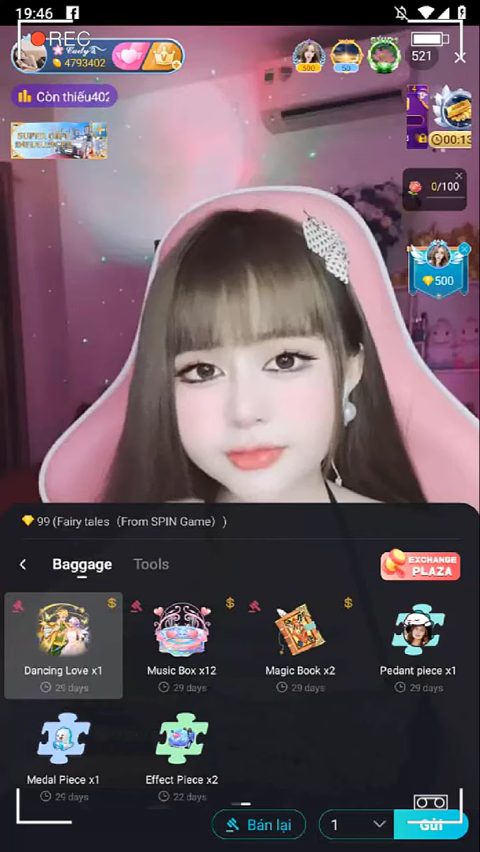 19:46
REC
Eudy
4793402
500
50
521
Còn thiếu402
SUPER CITY
00:13
0/100
500
99 (Fairy tales（From SPIN Game）)
Baggage
Tools
EXCHANGE
PLAZA
Dancing Love x1
Music Box x12
Magic Book x2
Pedant piece x1
29 days
29 days
29 days
29 days
Medal Piece x1
Effect Piece x2
29 days
22 days
Bán lại
1
Gửi